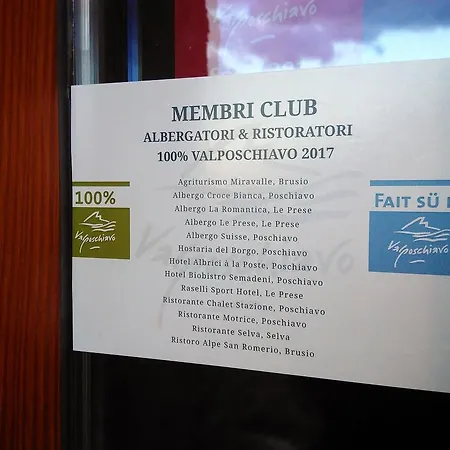 Valposchiavo
MEMBRI CLUB
ALBERGATORI & RISTORATORI
100% VALPOSCHIAVO 2017
Agriturismo Miravalle, Brusio
Albergo Croce Bianca, Poschiavo
Albergo La Romantica, Le Prese
Albergo Le Prese, Le Prese
Albergo Suisse, Poschiavo
Hostaria del Borgo, Poschiavo
Hotel Albrici à la Poste, Poschiavo
Hotel Biobistro Semadeni, Poschiavo
Raselli Sport Hotel, Le Prese
Ristorante Chalet Stazione, Poschiavo
Ristorante Motrice, Poschiavo
Ristorante Selva, Selva
Ristoro Alpe San Romerio, Brusio
100%
Valposchiavo
FAIT SÜ
Valposchiavo